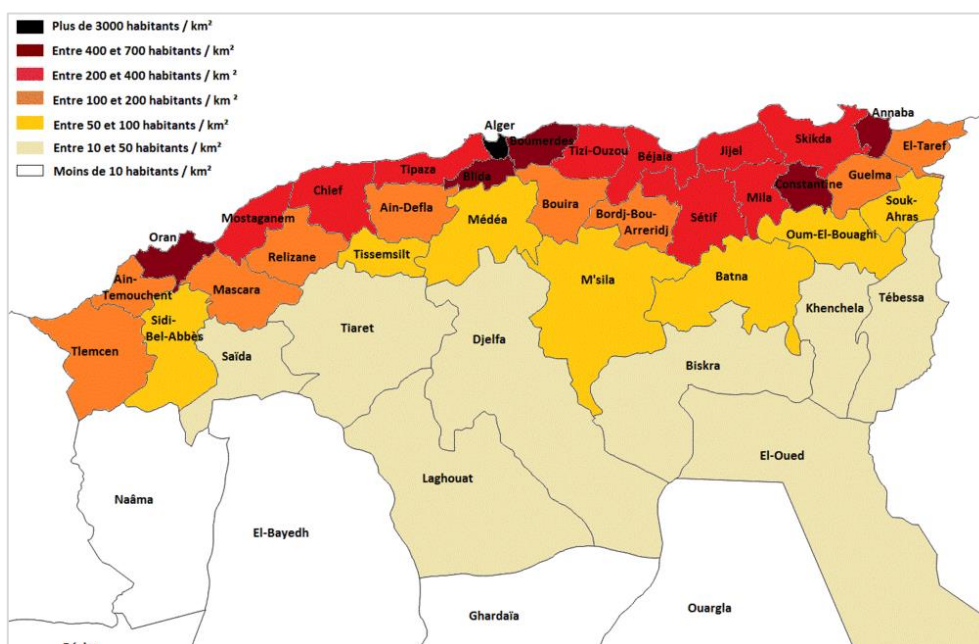 Plus de 3000 habitants / km²
Entre 400 et 700 habitants / km²
Entre 200 et 400 habitants / km ²
Entre 100 et 200 habitants / km ²
Entre 50 et 100 habitants / km²
Entre 10 et 50 habitants / km²
Moins de 10 habitants / km²
Alger
Boumerdes
Tizi-Ouzou
Béjaia
Jijel
Skikda
Annaba
El-Taref
Tipaza
Blida
Chlef
Mostaganem
Oran
Ain-Defla
Médéa
Bouira
Bordj-Bou-
Arreridj
Sétif
Mila
Constantine
Guelma
Souk-
Ahras
Oum-El-Bouaghi
Relizane
Tissemsilt
Ain-
Temouchent
Mascara
M'sila
Batna
Khenchela
Tébessa
Tlemcen
Sidi-
Bel-Abbès
Saïda
Tiaret
Djelfa
Biskra
El-Oued
Laghouat
Naâma
El-Bayedh
Ghardaïa
Ouargla